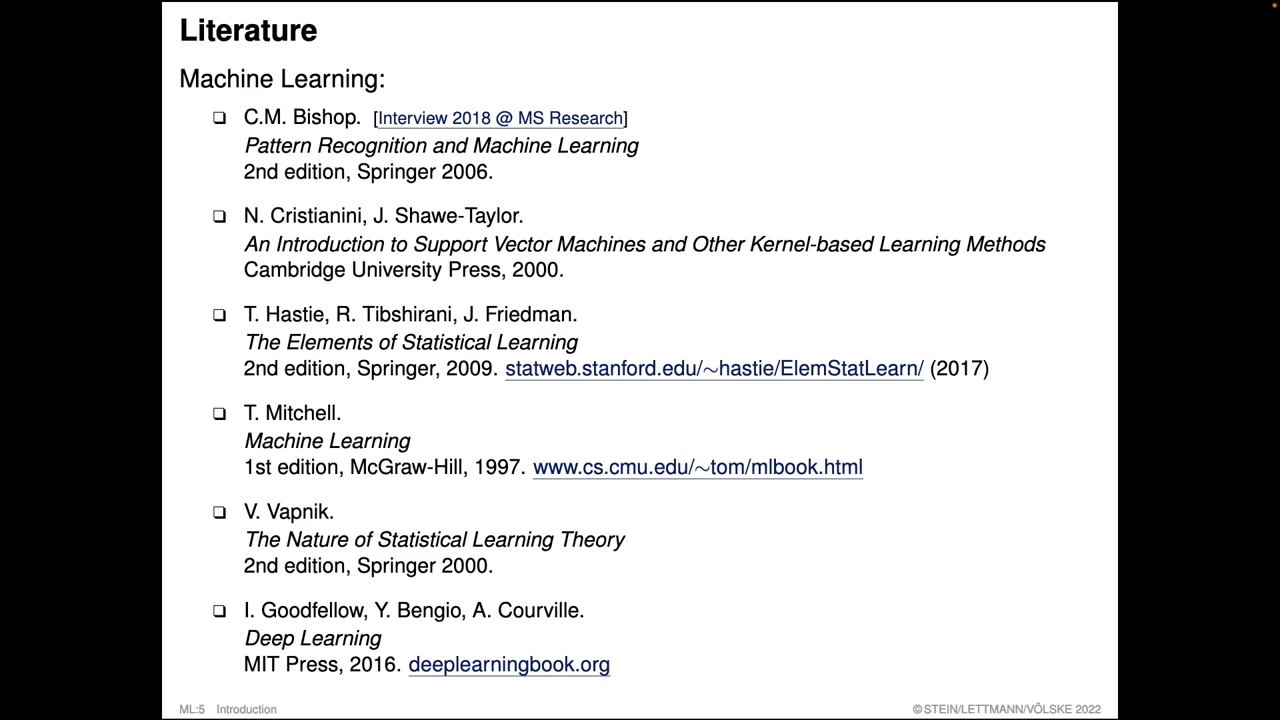 Literature
Machine Learning:
❑ C.M. Bishop. [Interview 2018 @ MS Research]
Pattern Recognition and Machine Learning
2nd edition, Springer 2006.
❑ N. Cristianini, J. Shawe-Taylor.
An Introduction to Support Vector Machines and Other Kernel-based Learning Methods
Cambridge University Press, 2000.
❑ T. Hastie, R. Tibshirani, J. Friedman.
The Elements of Statistical Learning
2nd edition, Springer, 2009. statweb.stanford.edu/∼hastie/ElemStatLearn/ (2017)
❑ T. Mitchell.
Machine Learning
1st edition, McGraw-Hill, 1997. www.cs.cmu.edu/∼tom/mlbook.html
❑ V. Vapnik.
The Nature of Statistical Learning Theory
2nd edition, Springer 2000.
❑ I. Goodfellow, Y. Bengio, A. Courville.
Deep Learning
MIT Press, 2016. deeplearningbook.org
ML:5 Introduction
© STEIN/LETTMANN/VÖLSKE 2022